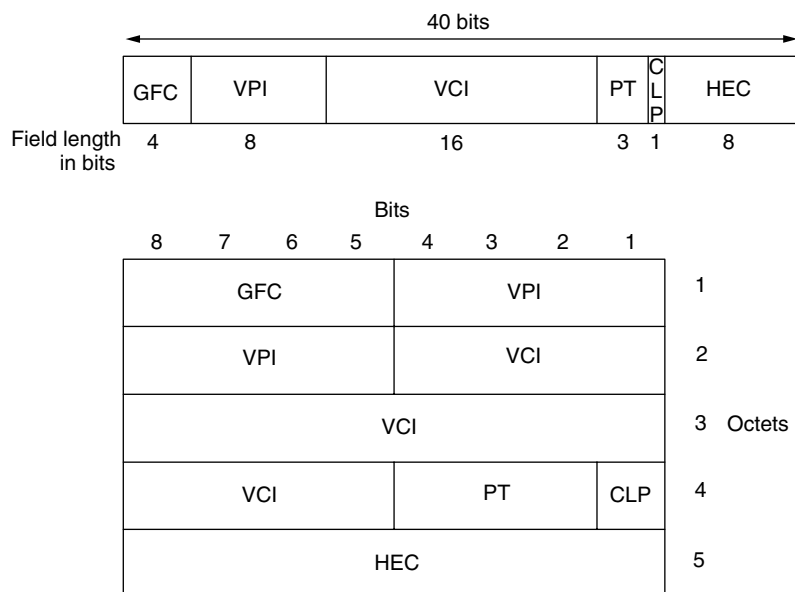 40 bits
GFC VPI VCI PT CLP HEC
Field length in bits 4 8 16 3 1 8
Bits
8 7 6 5 4 3 2 1
GFC VPI 1
VPI VCI 2
VCI 3 Octets
VCI PT CLP 4
HEC 5